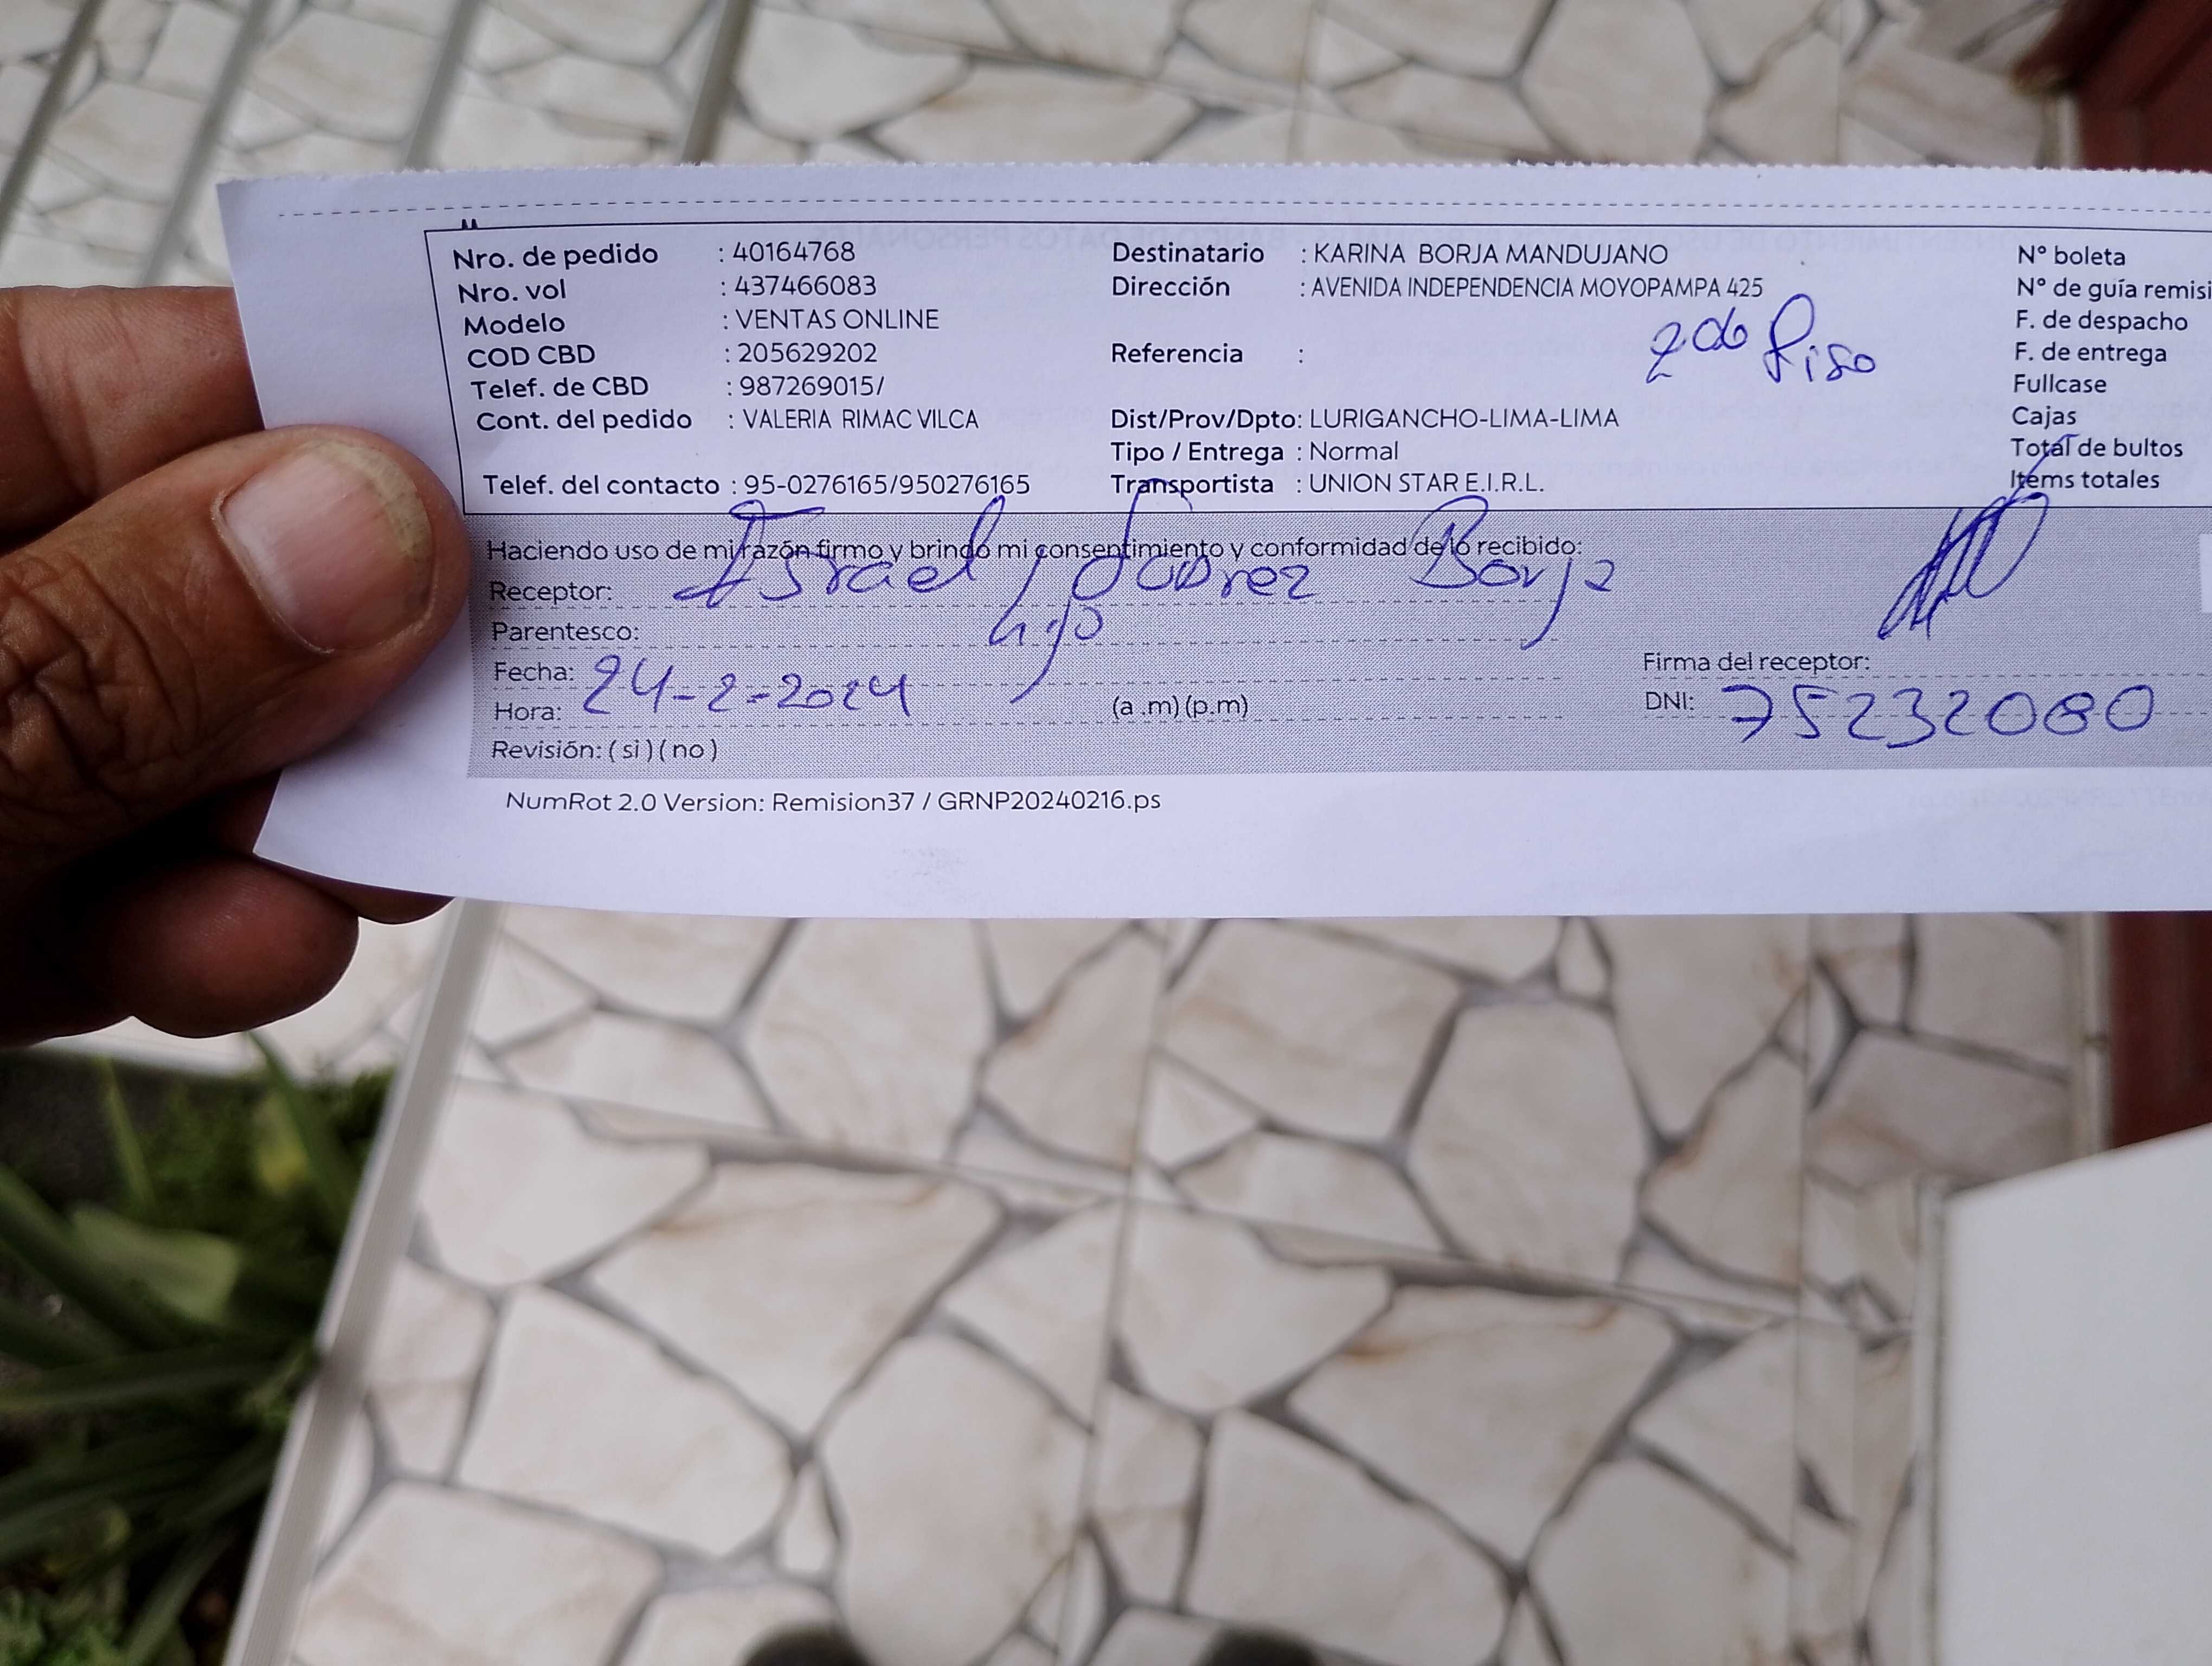 Nro. de pedido : 40164768
Nro. vol : 437466083
Modelo : VENTAS ONLINE
COD CBD : 205629202
Telef. de CBD : 987269015/
Cont. del pedido : VALERIA RIMAC VILCA
Telef. del contacto : 95-0276165/950276165
Destinatario : KARINA BORJA MANDUJANO
Dirección : AVENIDA INDEPENDENCIA MOYOPAMPA 425
2do Piso
Referencia :
Dist/Prov/Dpto: LURIGANCHO-LIMA-LIMA
Tipo / Entrega : Normal
Transportista : UNION STAR E.I.R.L.
N° boleta
N° de guía remisi
F. de despacho
F. de entrega
Fullcase
Cajas
Total de bultos
Items totales
Haciendo uso de mi razón firmo y brindo mi consentimiento y conformidad de lo recibido:
Receptor: Israel Borja
Parentesco: hijo
Fecha: 24-2-2024
Hora: (a .m) (p.m)
Revisión: ( si ) ( no )
Firma del receptor:
DNI: 75232080
NumRot 2.0 Version: Remision37 / GRNP20240216.ps